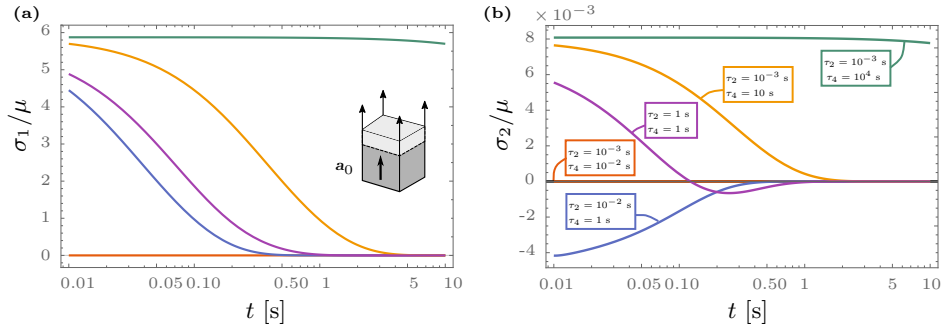 (a)
σ₁/μ
6
5
4
3
2
1
0
a₀
0.01
0.05
0.10
0.50
1
5
10
t [s]
(b)
× 10⁻³
σ₂/μ
8
6
4
2
0
-2
-4
τ₂ = 10⁻³ s
τ₄ = 10 s
τ₂ = 10⁻³ s
τ₄ = 10⁴ s
τ₂ = 1 s
τ₄ = 1 s
τ₂ = 10⁻³ s
τ₄ = 10⁻² s
τ₂ = 10⁻² s
τ₄ = 1 s
0.01
0.05
0.10
0.50
1
5
10
t [s]